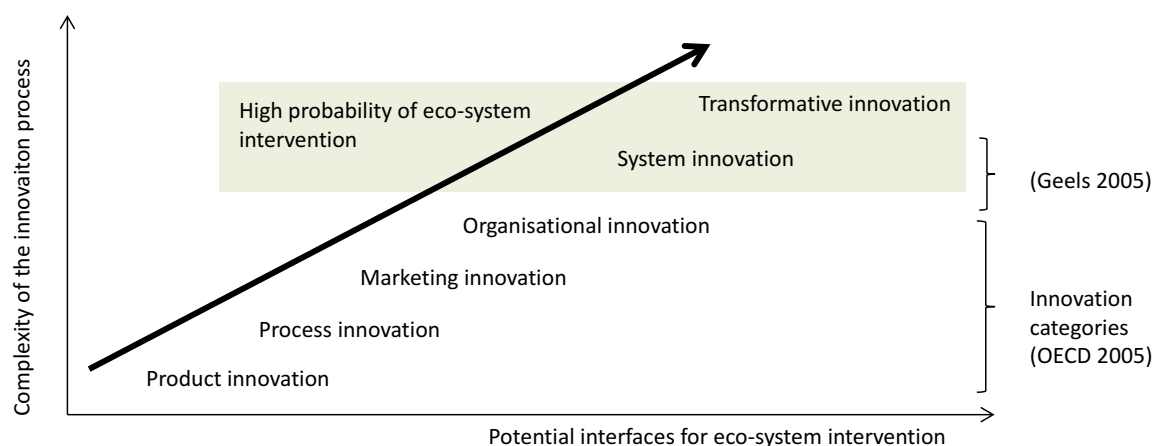 Complexity of the innovaiton process
High probability of eco-system
intervention
Transformative innovation
System innovation
(Geels 2005)
Organisational innovation
Marketing innovation
Process innovation
Product innovation
Innovation
categories
(OECD 2005)
Potential interfaces for eco-system intervention